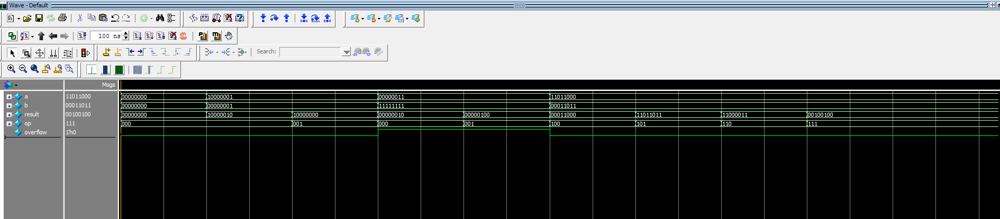 Wave - Default
100 ns
Search:
Msgs
a 11011000 00000000 10000001 00000011 11011000
b 00011011 00000000 00000001 11111111 00011011
result 00100100 00000000 10000010 10000000 00000010 00000100 00011000 11011011 11000011 00100100
op 111 000 001 000 001 100 101 110 111
overflow 1'h0